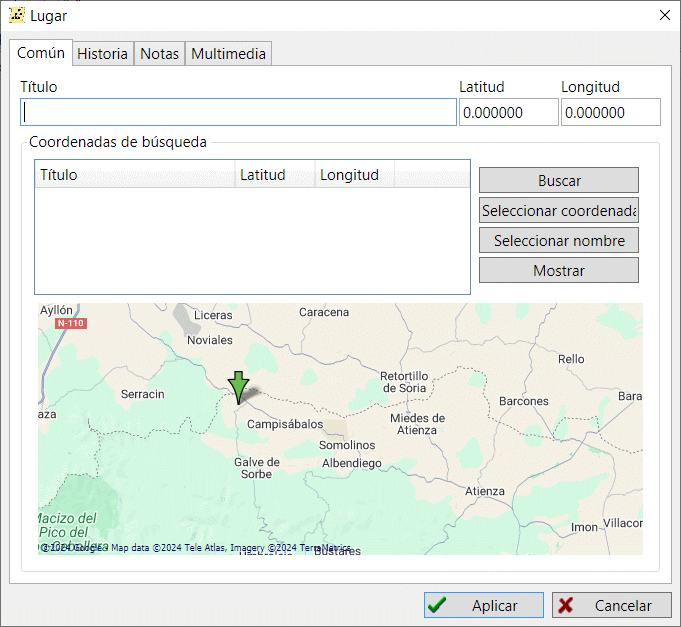 Lugar
Común Historia Notas Multimedia
Título Latitud Longitud
0.000000 0.000000
Coordenadas de búsqueda
Título Latitud Longitud
Buscar
Seleccionar coordenada
Seleccionar nombre
Mostrar
Ayllón
N-110
Liceras
Caracena
Noviales
Rello
Retortillo
de Soria
Serracin
Barcones
Bara
aza
Campisábalos
Miedes de
Atienza
Somolinos
Galve de
Sorbe
Albendiego
Atienza
Macizo del
Pico del
Imon
Villacor
©2024 Google - Map data ©2024 Tele Atlas, Imagery ©2024 TerraMetrics
Bustares
Aplicar Cancelar